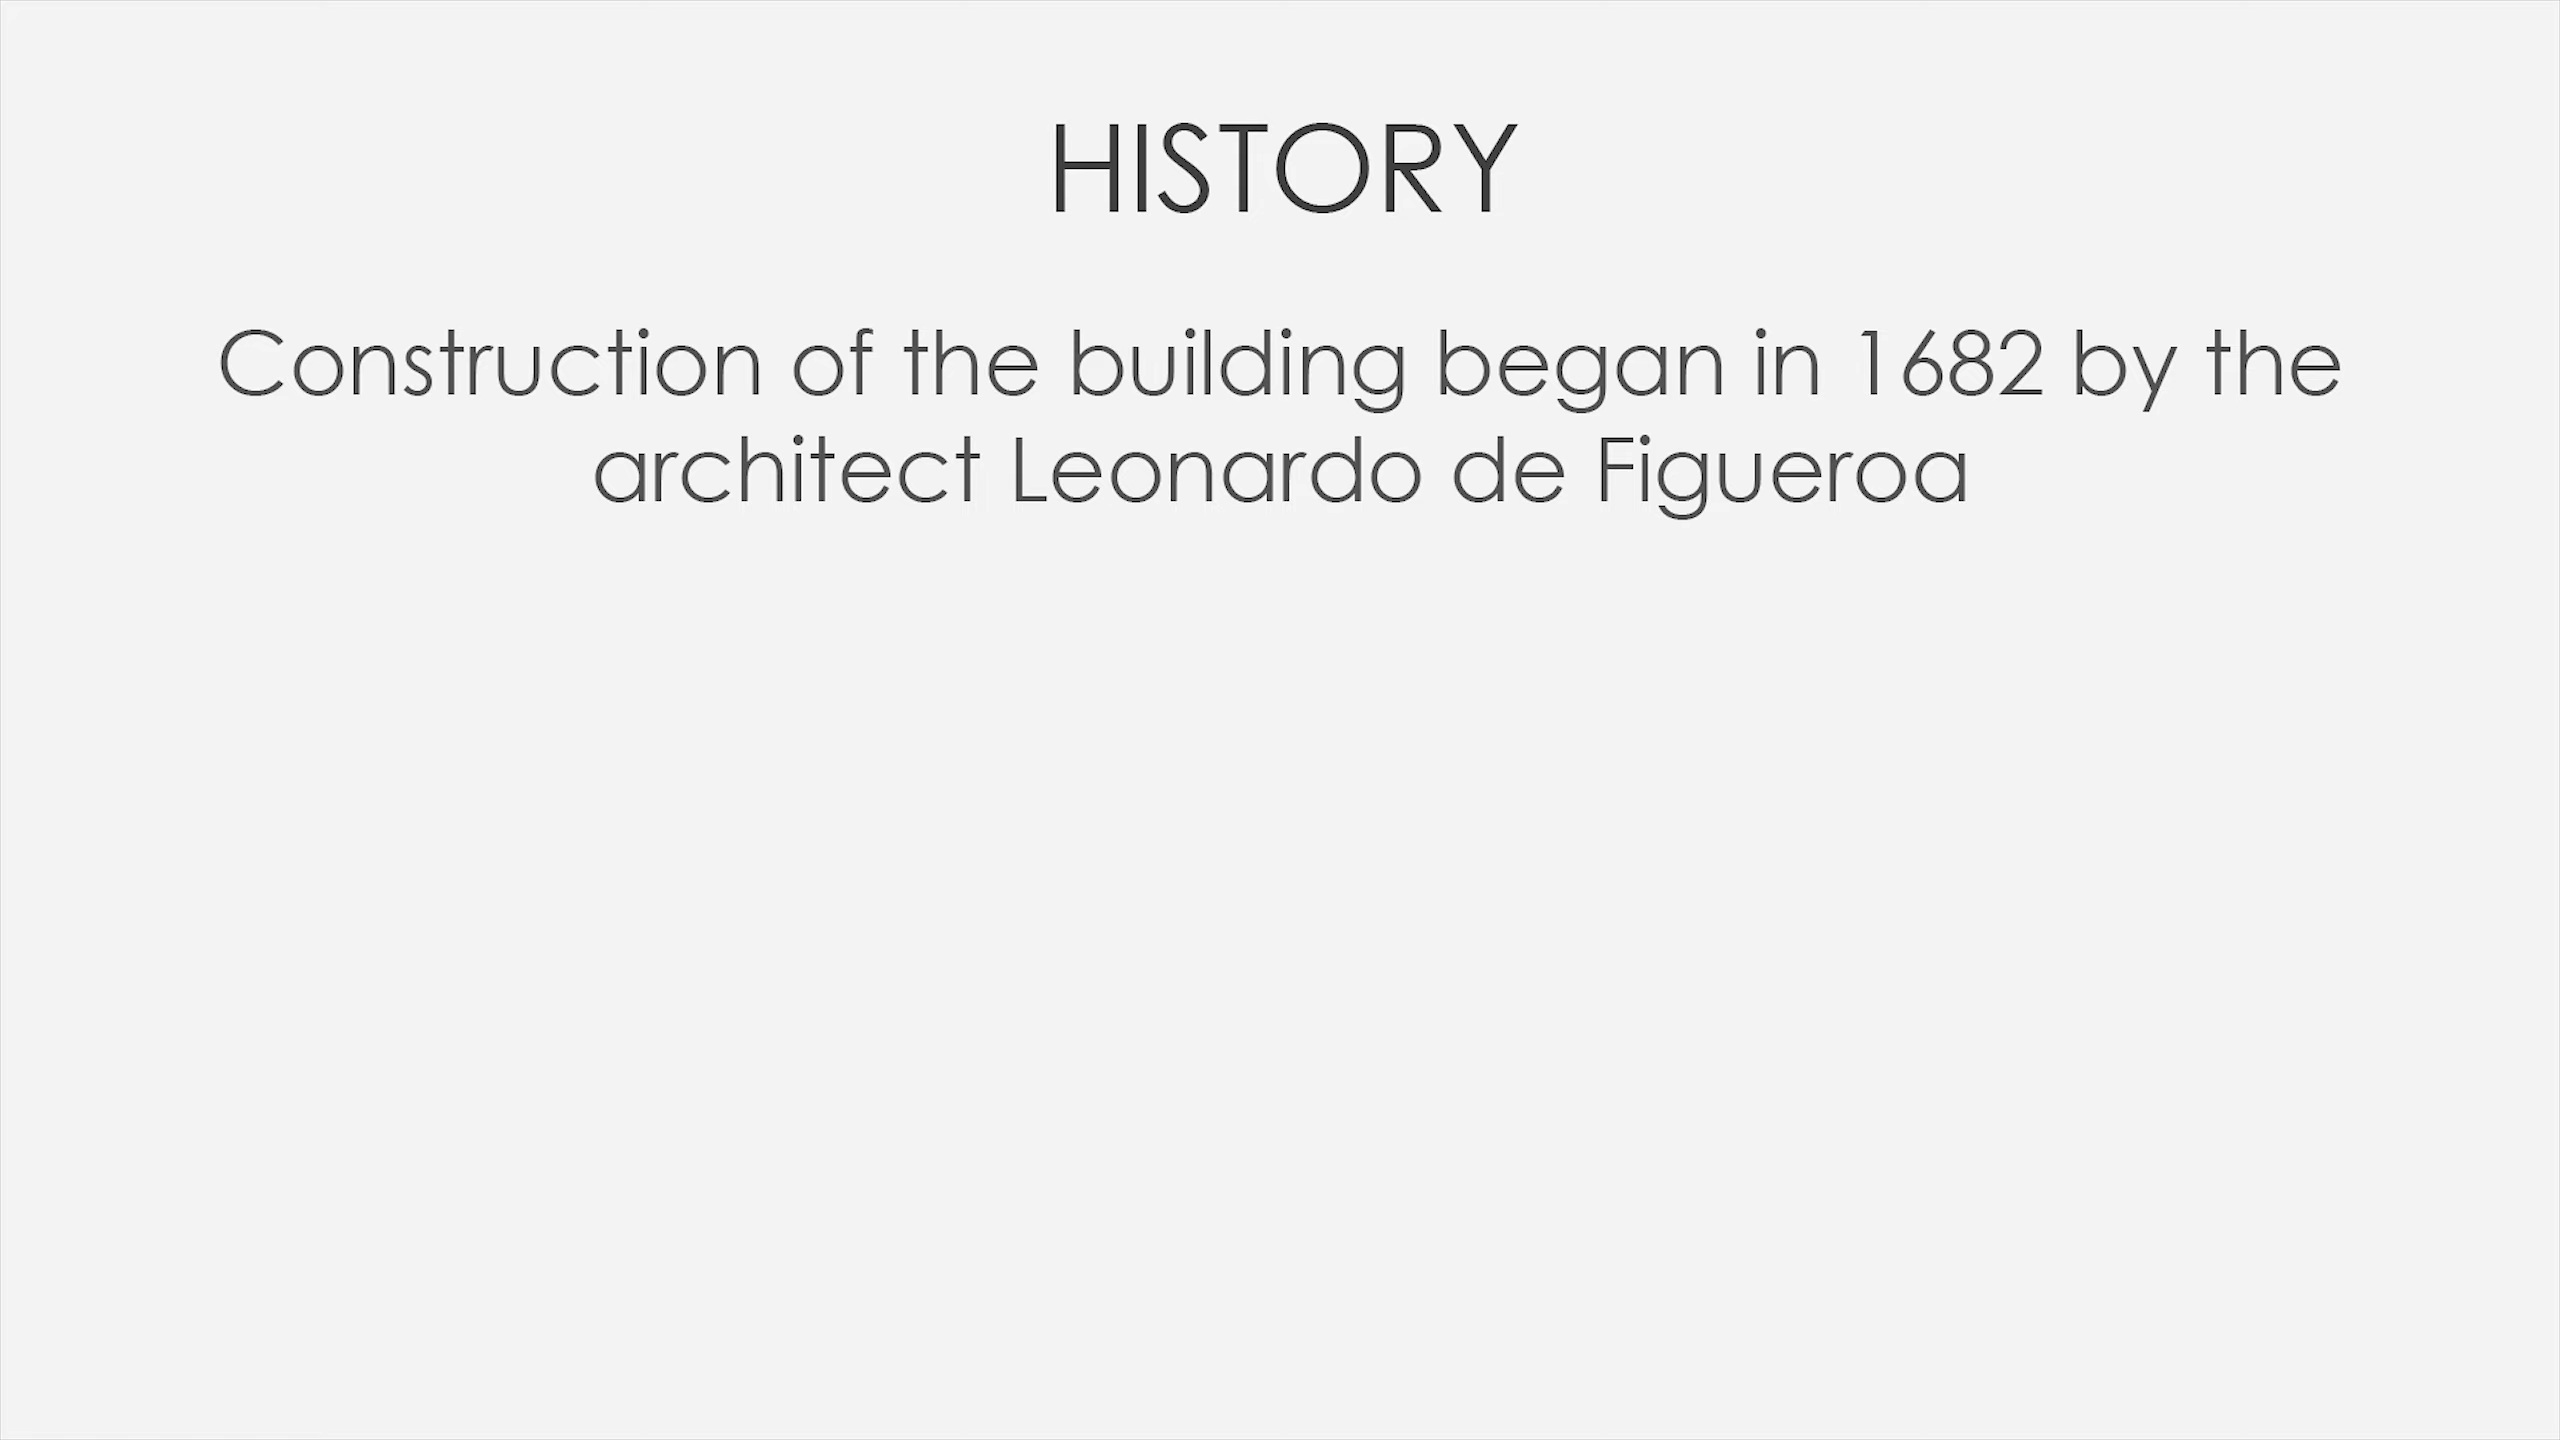 HISTORY
Construction of the building began in 1682 by the
architect Leonardo de Figueroa